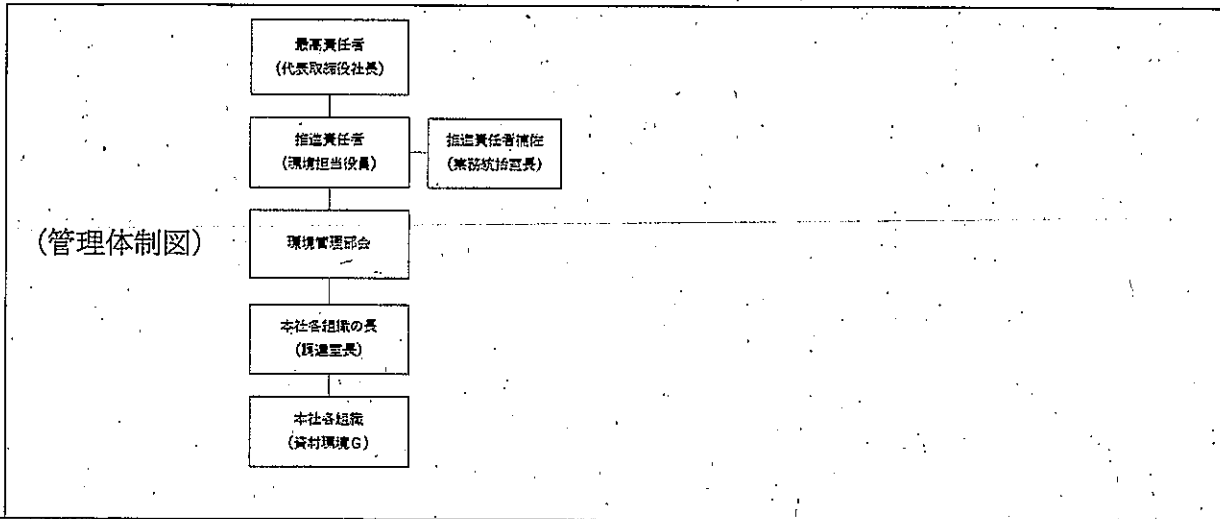 最高責任者
(代表取締役社長)
推進責任者
(環境担当役員)
推進責任者補佐
(業務統括室長)
(管理体制図)
環境管理部会
本社各組織の長
(調達室長)
本社各組織
(資材環境G)